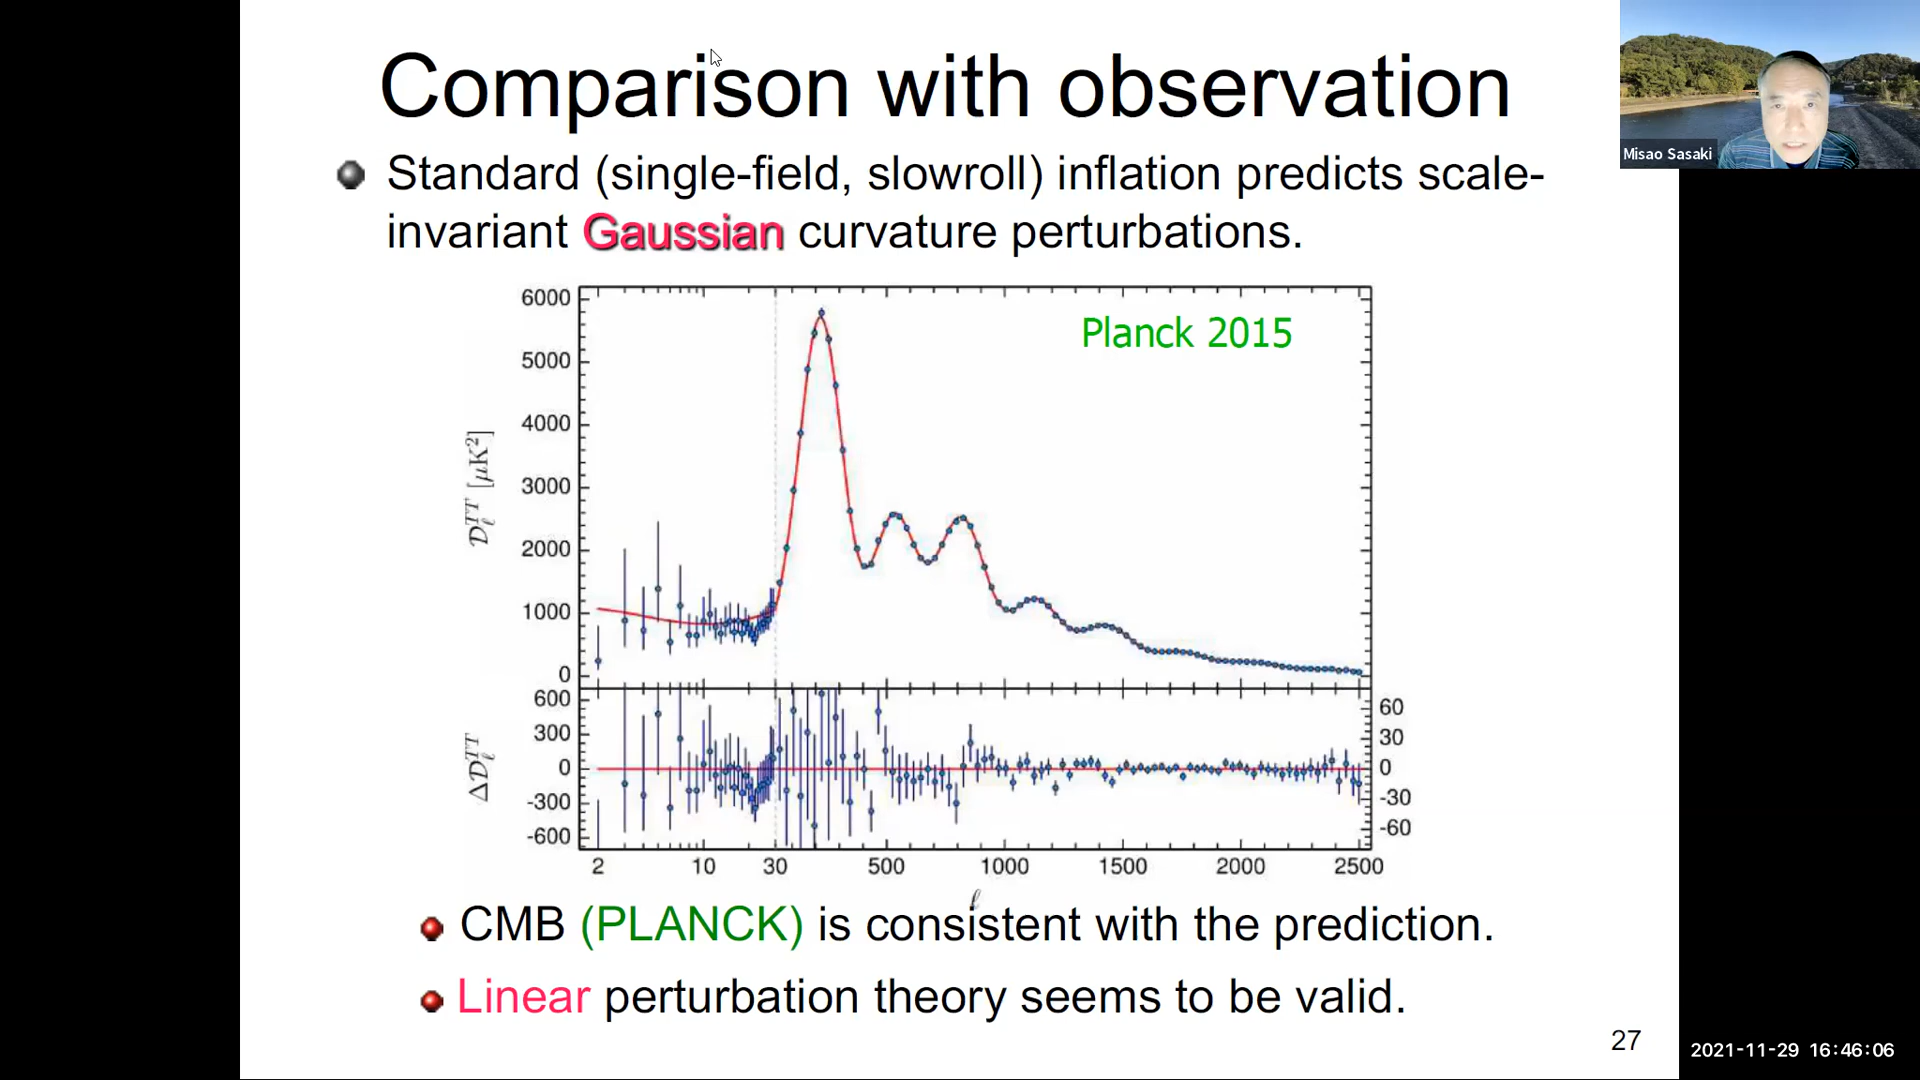 Comparison with observation
Misao Sasaki
Standard (single-field, slowroll) inflation predicts scale-
invariant Gaussian curvature perturbations.
Planck 2015
6000
5000
4000
3000
2000
1000
0
𝒟ℓTT [μK²]
600
300
0
-300
-600
Δ𝒟ℓTT
60
30
0
-30
-60
2 10 30 500 1000 1500 2000 2500
ℓ
CMB (PLANCK) is consistent with the prediction.
Linear perturbation theory seems to be valid.
27
2021-11-29 16:46:06